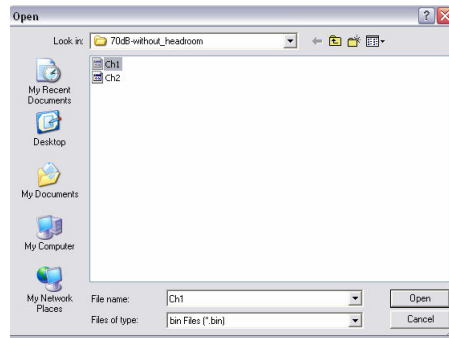 Open
Look in: 70dB-without_headroom
Ch1
Ch2
My Recent
Documents
Desktop
My Documents
My Computer
My Network
Places
File name: Ch1 Open
Files of type: bin Files (*.bin) Cancel